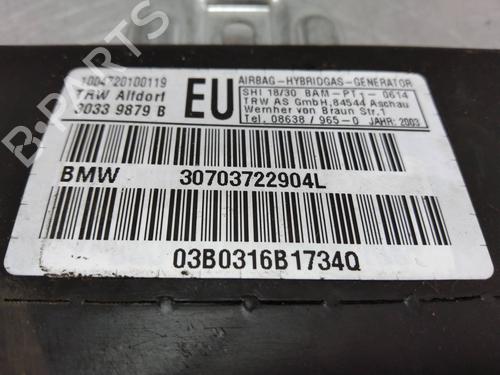 1004720100119
TRW Alfdorf
3033 9879 B
EU
AIRBAG-HYBRIDGAS-GENERATOR
SHI 18/30 BAM-PT1-0614
TRW AS GmbH, 84544 Aschau
Wernher von Braun Str.1
Tel. 08638/965-0 JAHR: 2003
BMW 30703722904L
03B0316B1734Q
B-PARTS